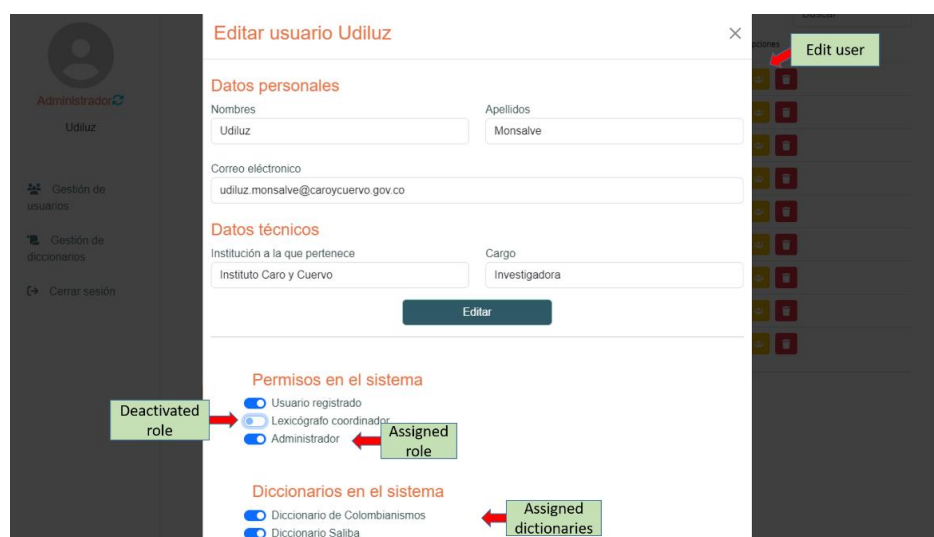 Buscar
Editar usuario Udiluz
pciones
Edit user
Administrador
Udiluz
Gestión de
usuarios
Gestión de
diccionarios
Cerrar sesión
Datos personales
Nombres
Apellidos
Udiluz
Monsalve
Correo eléctronico
udiluz.monsalve@caroycuervo.gov.co
Datos técnicos
Institución a la que pertenece
Cargo
Instituto Caro y Cuervo
Investigadora
Editar
Permisos en el sistema
Usuario registrado
Deactivated
role
Lexicógrafo coordinador
Administrador
Assigned
role
Diccionarios en el sistema
Diccionario de Colombianismos
Diccionario Saliba
Assigned
dictionaries